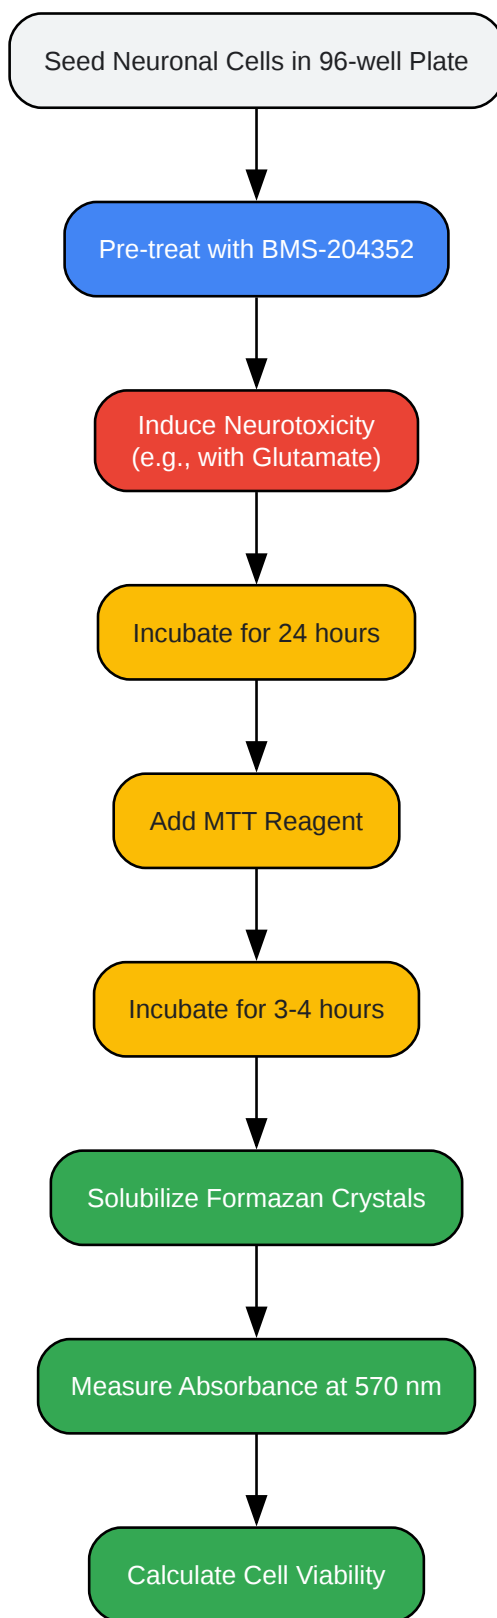 Seed Neuronal Cells in 96-well Plate
Pre-treat with BMS-204352
Induce Neurotoxicity
(e.g., with Glutamate)
Incubate for 24 hours
Add MTT Reagent
Incubate for 3-4 hours
Solubilize Formazan Crystals
Measure Absorbance at 570 nm
Calculate Cell Viability